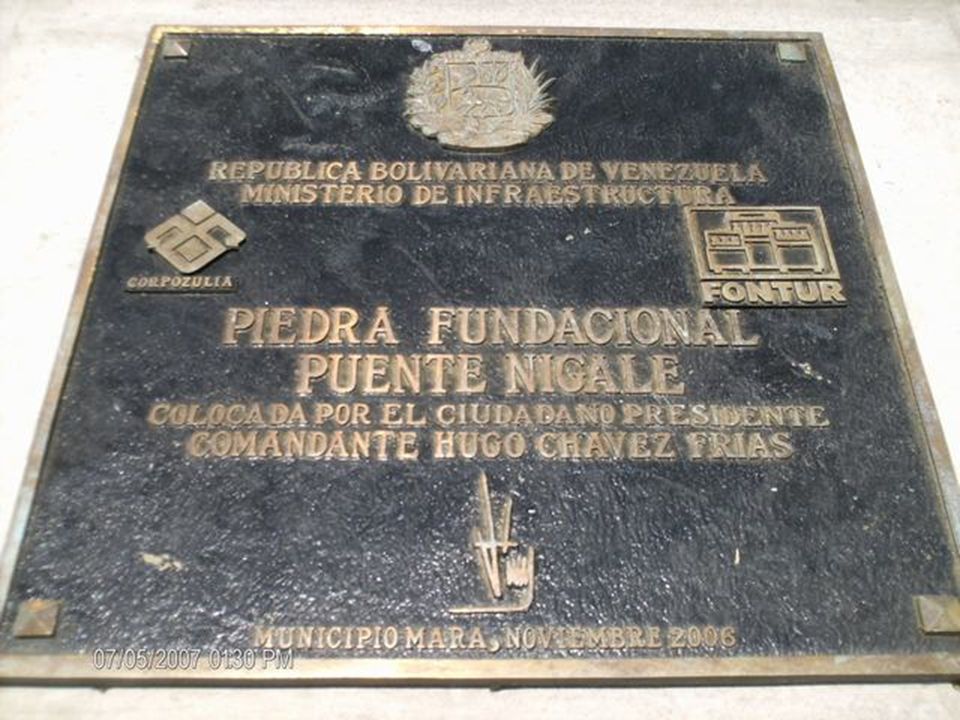 REPUBLICA BOLIVARIANA DE VENEZUELA
MINISTERIO DE INFRAESTRUCTURA
CORPOZULIA
FONTUR
PIEDRA FUNDACIONAL
PUENTE NIGALE
COLOCADA POR EL CIUDADANO PRESIDENTE
COMANDANTE HUGO CHAVEZ FRIAS
MUNICIPIO MARA, NOVIEMBRE 2006
07/05/2007 01:30 PM